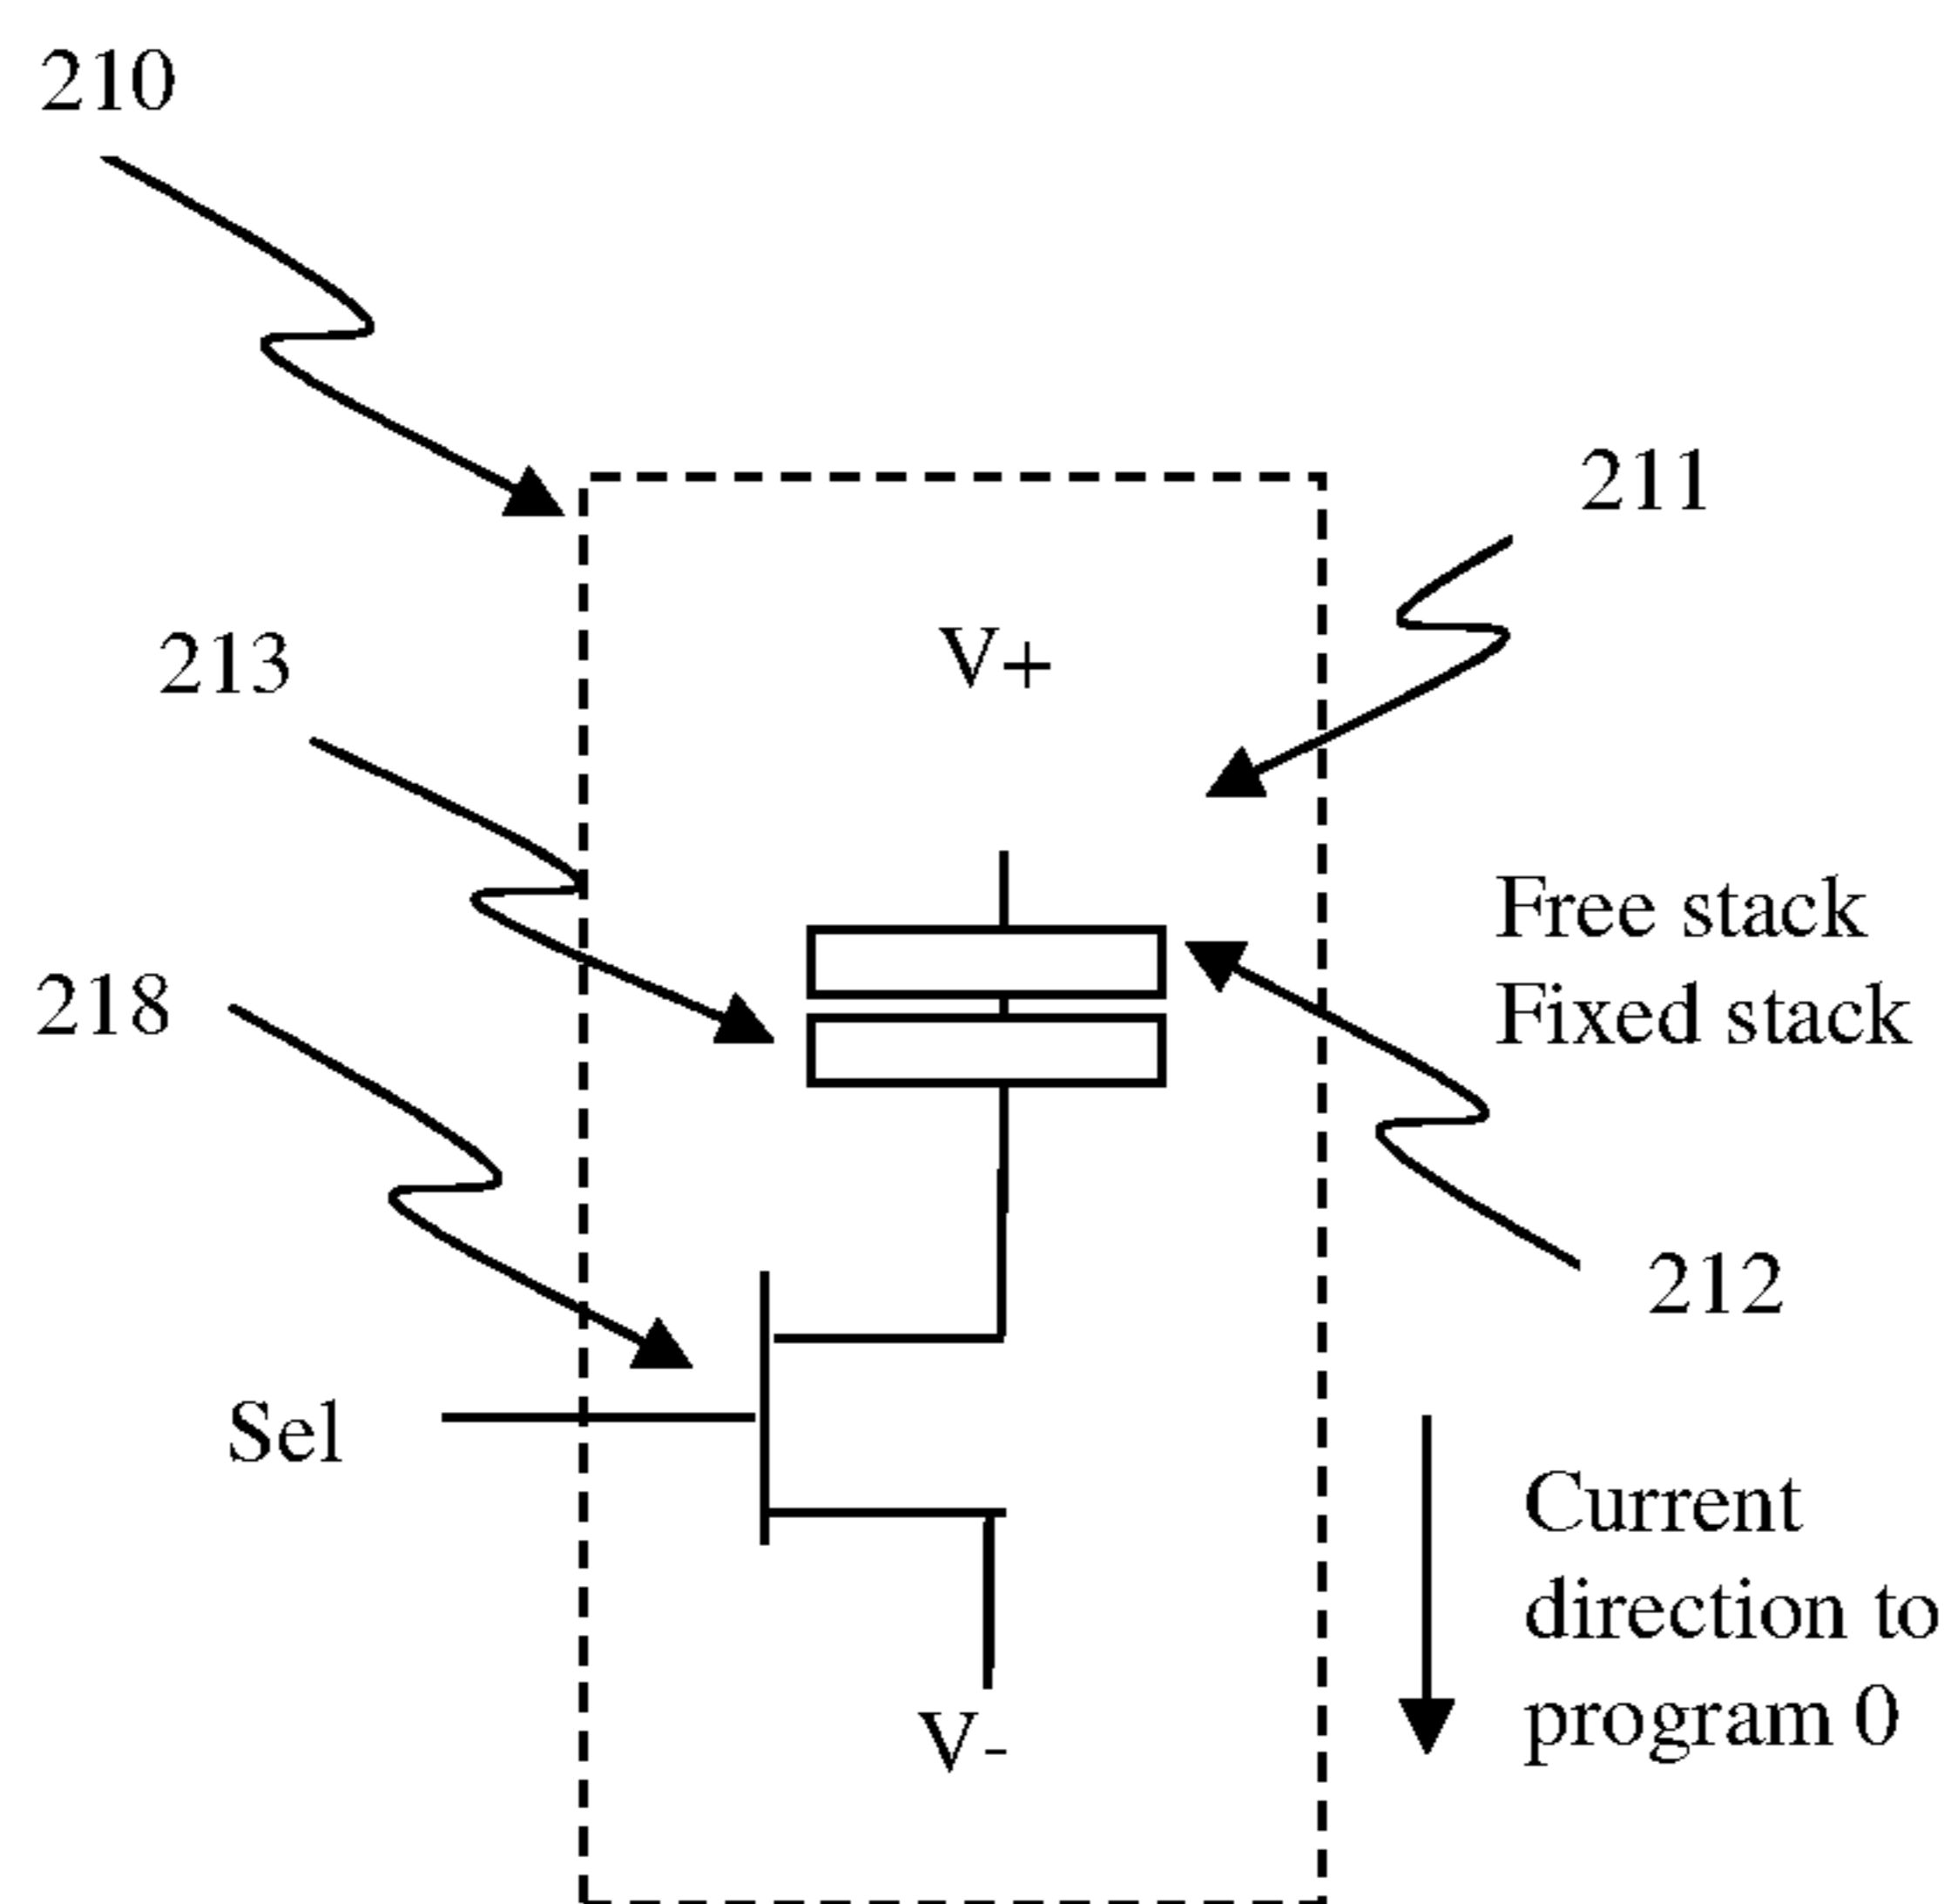 210
211
213
V+
Free stack
Fixed stack
218
212
Sel
Current
direction to
program 0
V-